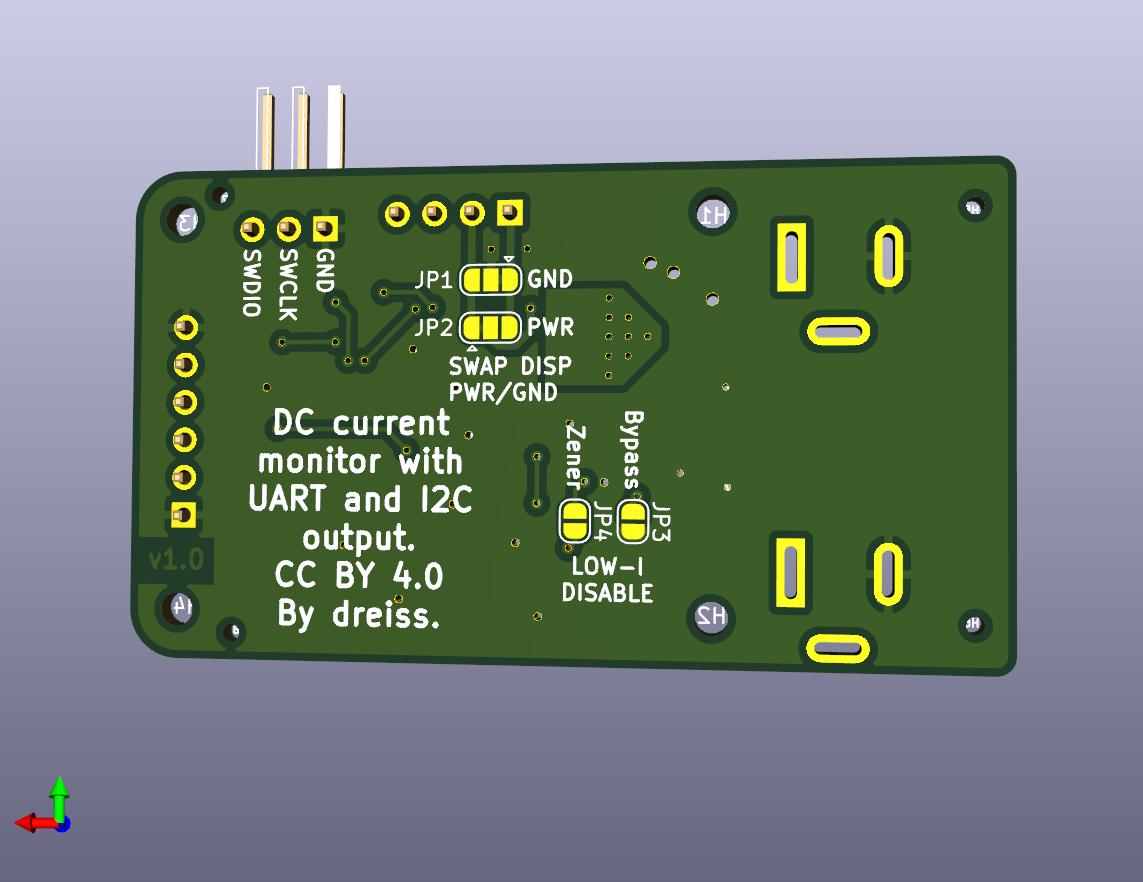 H1
SWDIO
SWCLK
GND
JP1
GND
JP2
PWR
SWAP DISP
PWR/GND
DC current
monitor with
UART and I2C
output.
CC BY 4.0
By dreiss.
Zener
Bypass
JP4
JP3
LOW-I
DISABLE
v1.0
H2